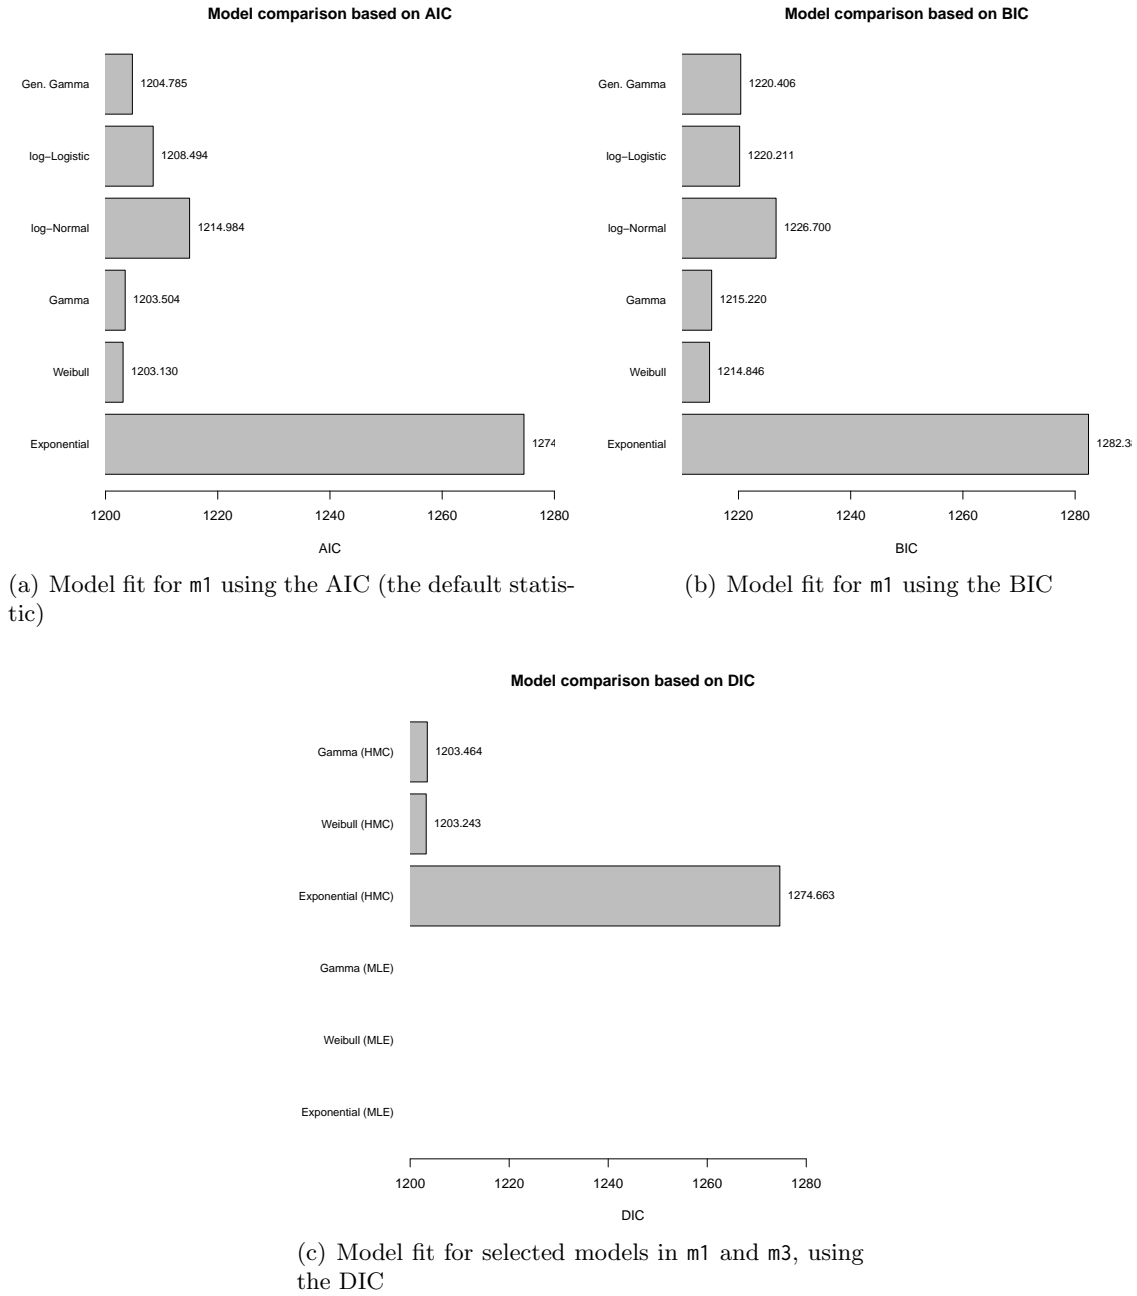 Model comparison based on AIC
Gen. Gamma
1204.785
log−Logistic
1208.494
log−Normal
1214.984
Gamma
1203.504
Weibull
1203.130
Exponential
1274
1200 1220 1240 1260 1280
AIC
(a) Model fit for m1 using the AIC (the default statis-
tic)
Model comparison based on BIC
Gen. Gamma
1220.406
log−Logistic
1220.211
log−Normal
1226.700
Gamma
1215.220
Weibull
1214.846
Exponential
1282.3
1220 1240 1260 1280
BIC
(b) Model fit for m1 using the BIC
Model comparison based on DIC
Gamma (HMC)
1203.464
Weibull (HMC)
1203.243
Exponential (HMC)
1274.663
Gamma (MLE)
Weibull (MLE)
Exponential (MLE)
1200 1220 1240 1260 1280
DIC
(c) Model fit for selected models in m1 and m3, using
the DIC